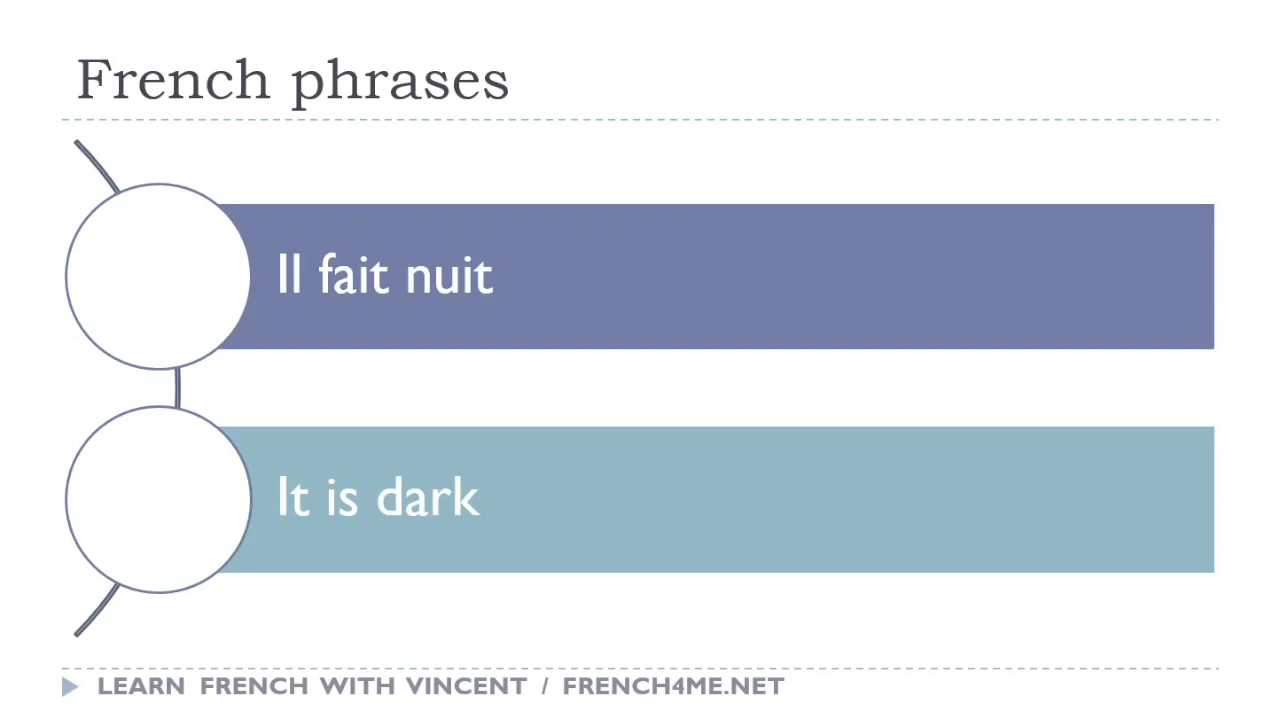 French phrases
Il fait nuit
It is dark
LEARN FRENCH WITH VINCENT / FRENCH4ME.NET